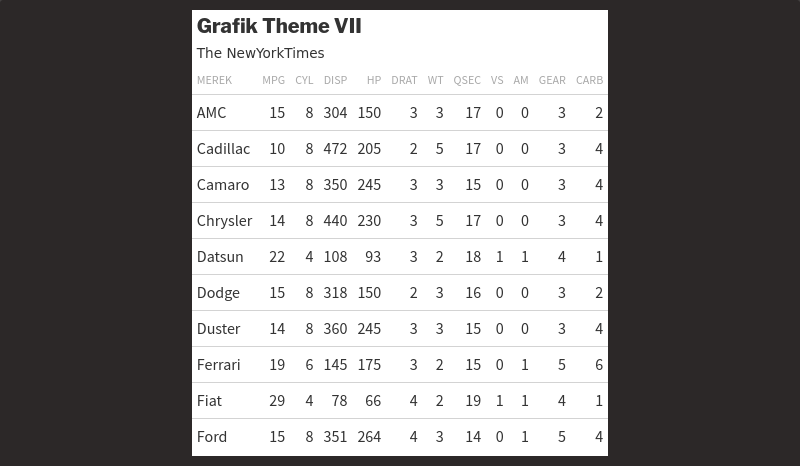 Grafik Theme VII
The NewYorkTimes
MEREK MPG CYL DISP HP DRAT WT QSEC VS AM GEAR CARB
AMC 15 8 304 150 3 3 17 0 0 3 2
Cadillac 10 8 472 205 2 5 17 0 0 3 4
Camaro 13 8 350 245 3 3 15 0 0 3 4
Chrysler 14 8 440 230 3 5 17 0 0 3 4
Datsun 22 4 108 93 3 2 18 1 1 4 1
Dodge 15 8 318 150 2 3 16 0 0 3 2
Duster 14 8 360 245 3 3 15 0 0 3 4
Ferrari 19 6 145 175 3 2 15 0 1 5 6
Fiat 29 4 78 66 4 2 19 1 1 4 1
Ford 15 8 351 264 4 3 14 0 1 5 4